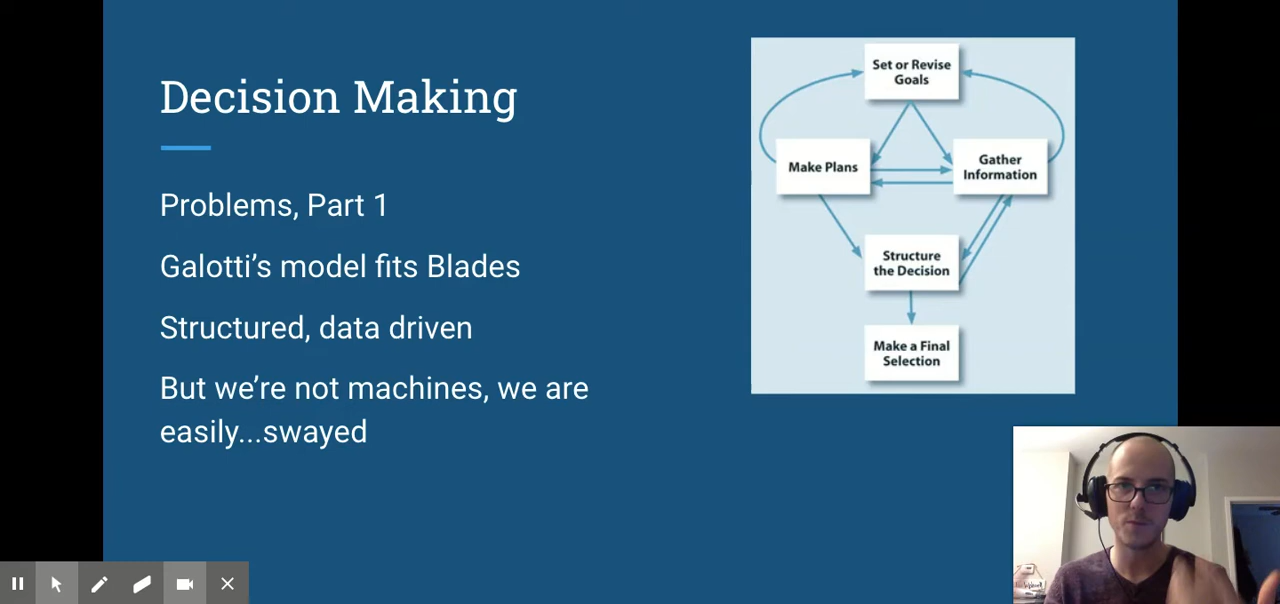 Decision Making
Problems, Part 1
Galotti’s model fits Blades
Structured, data driven
But we’re not machines, we are
easily...swayed
Set or Revise
Goals
Make Plans
Gather
Information
Structure
the Decision
Make a Final
Selection